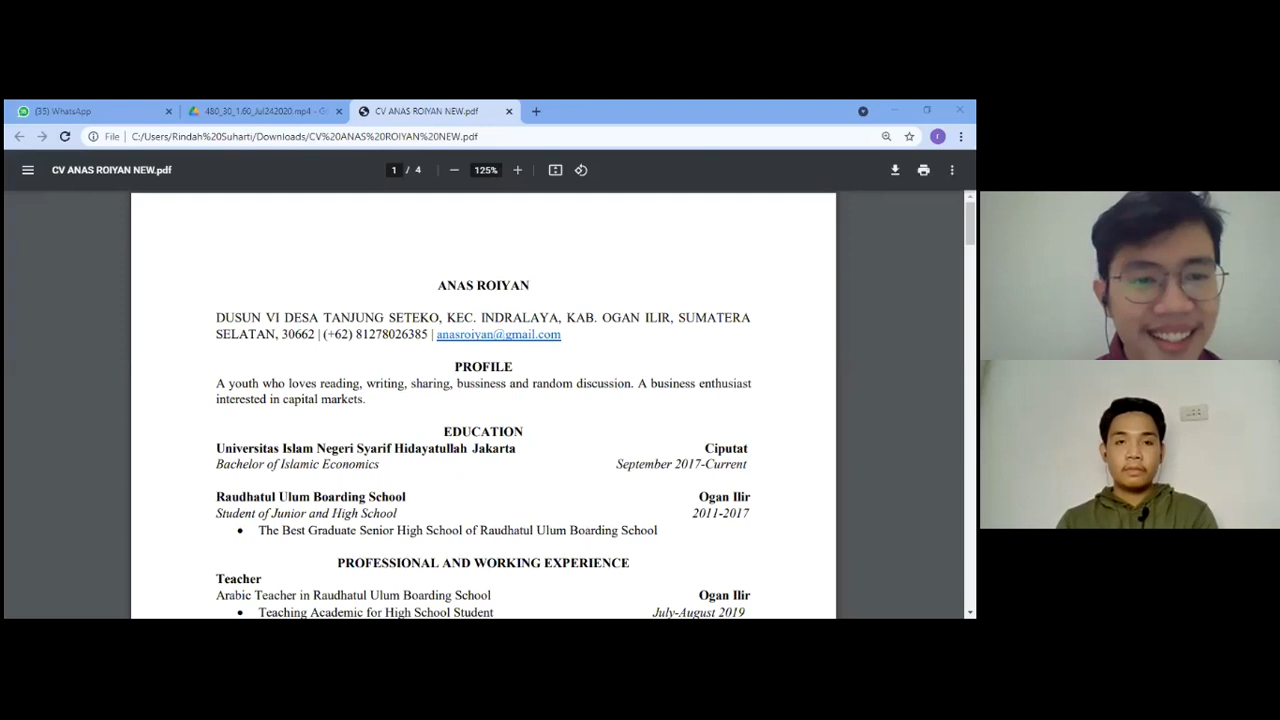 (35) WhatsApp
480_30_1.60_Jul242020.mp4 - G
CV ANAS ROIYAN NEW.pdf
File | C:/Users/Rindah%20Suharti/Downloads/CV%20ANAS%20ROIYAN%20NEW.pdf
r
CV ANAS ROIYAN NEW.pdf
1 / 4
125%
ANAS ROIYAN
DUSUN VI DESA TANJUNG SETEKO, KEC. INDRALAYA, KAB. OGAN ILIR, SUMATERA
SELATAN, 30662 | (+62) 81278026385 | anasroiyan@gmail.com
PROFILE
A youth who loves reading, writing, sharing, bussiness and random discussion. A business enthusiast
interested in capital markets.
EDUCATION
Universitas Islam Negeri Syarif Hidayatullah Jakarta Ciputat
Bachelor of Islamic Economics September 2017-Current
Raudhatul Ulum Boarding School Ogan Ilir
Student of Junior and High School 2011-2017
• The Best Graduate Senior High School of Raudhatul Ulum Boarding School
PROFESSIONAL AND WORKING EXPERIENCE
Teacher
Arabic Teacher in Raudhatul Ulum Boarding School Ogan Ilir
• Teaching Academic for High School Student July-August 2019